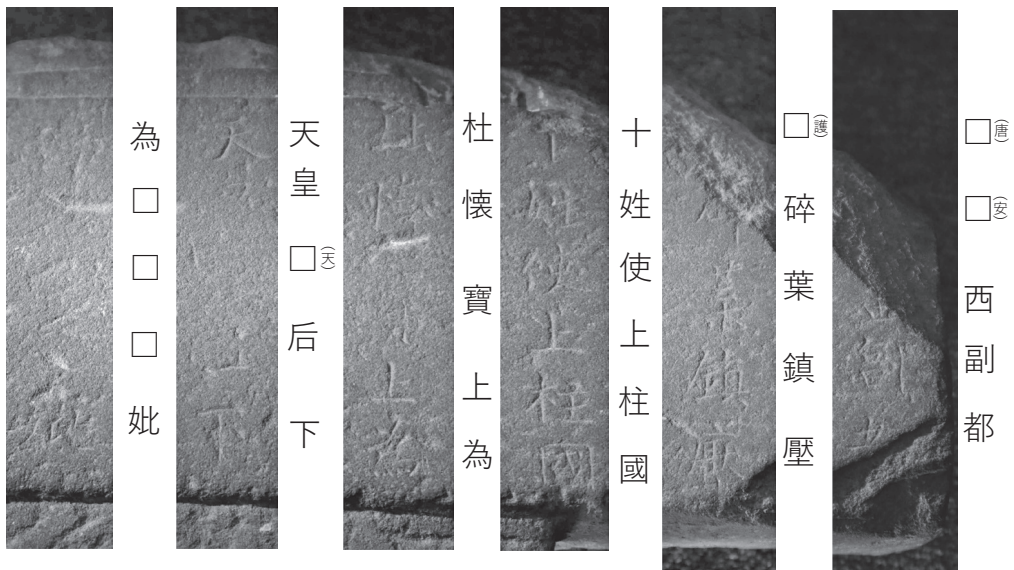 □(唐)□(安)西副都
□(護)碎葉鎮壓
十姓使上柱國
杜懐寶上為
天皇□(天)后下
為□□□妣